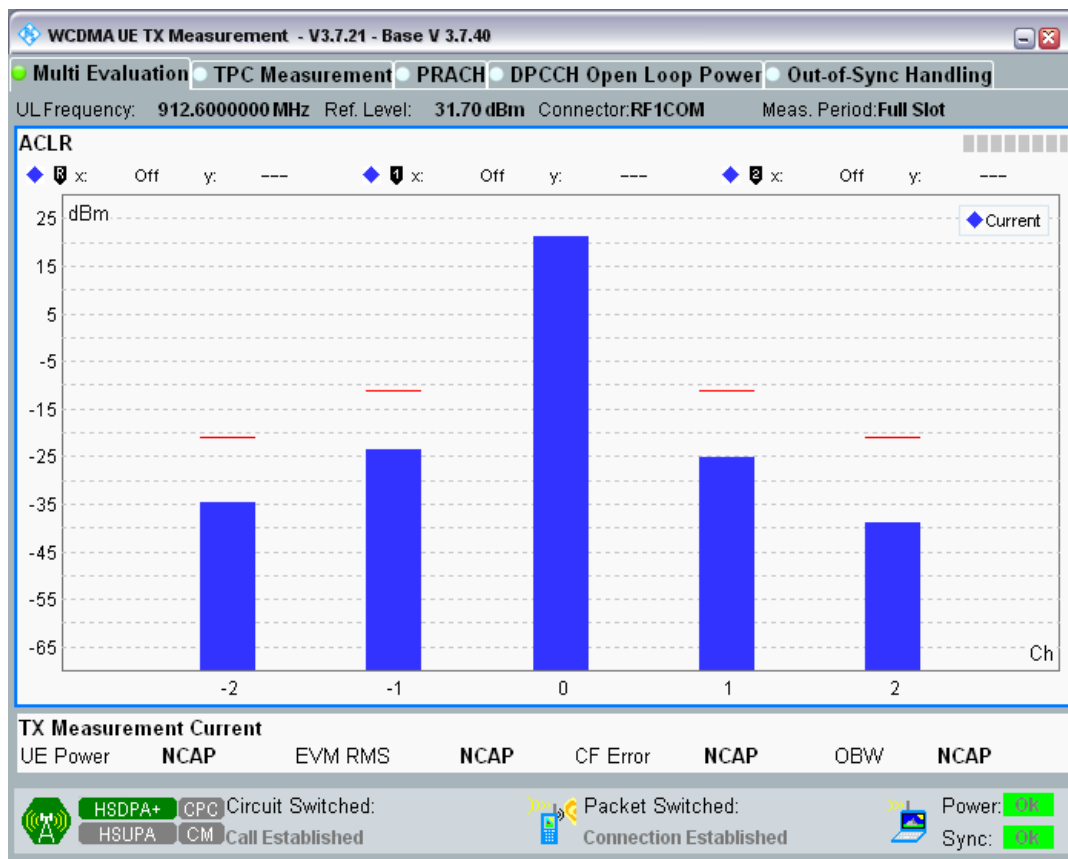 WCDMA UE TX Measurement - V3.7.21 - Base V 3.7.40
Multi Evaluation TPC Measurement PRACH DPCCH Open Loop Power Out-of-Sync Handling
UL Frequency: 912.6000000 MHz Ref. Level: 31.70 dBm Connector: RF1COM Meas. Period: Full Slot
ACLR
R x: Off y: --- 1 x: Off y: --- 2 x: Off y: ---
dBm
Current
25
15
5
-5
-15
-25
-35
-45
-55
-65
Ch
-2 -1 0 1 2
TX Measurement Current
UE Power NCAP EVM RMS NCAP CF Error NCAP OBW NCAP
HSDPA+ CPC Circuit Switched: Packet Switched: Power: OK
HSUPA CM Call Established Connection Established Sync: OK